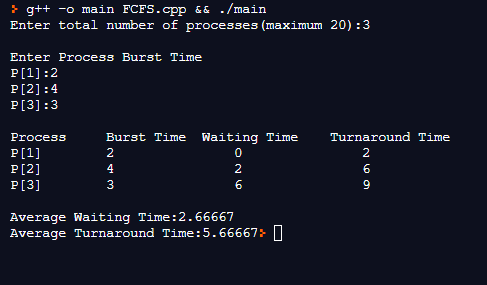 g++ -o main FCFS.cpp && ./main
Enter total number of processes(maximum 20):3
Enter Process Burst Time
P[1]:2
P[2]:4
P[3]:3
Process Burst Time Waiting Time Turnaround Time
P[1] 2 0 2
P[2] 4 2 6
P[3] 3 6 9
Average Waiting Time:2.66667
Average Turnaround Time:5.66667